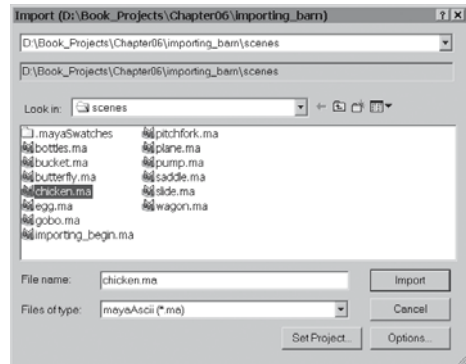 Import (D:\Book_Projects\Chapter06\importing_barn)
D:\Book_Projects\Chapter06\importing_barn\scenes
D:\Book_Projects\Chapter06\importing_barn\scenes
Look in: scenes
.mayaSwatches
bottles.ma
bucket.ma
butterfly.ma
chicken.ma
egg.ma
gobo.ma
importing_begin.ma
pitchfork.ma
plane.ma
pump.ma
saddle.ma
slide.ma
wagon.ma
File name: chicken.ma Import
Files of type: mayaAscii (*.ma) Cancel
Set Project... Options...